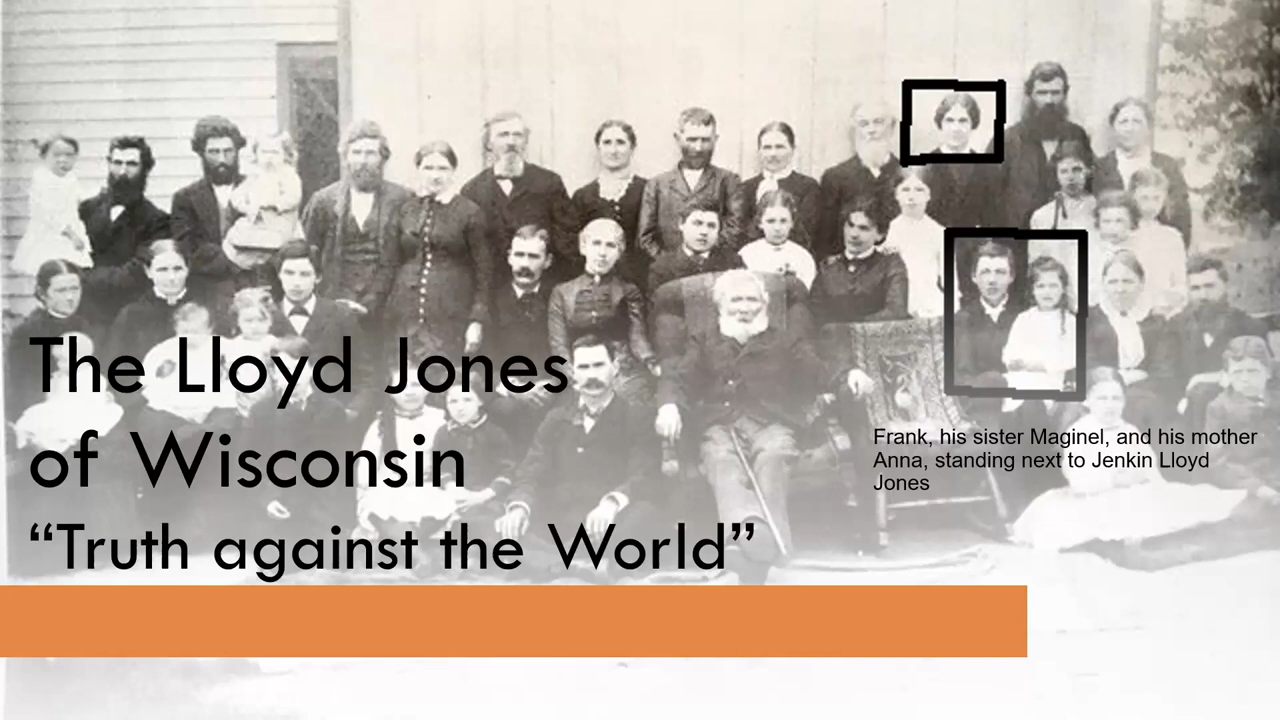 The Lloyd Jones
of Wisconsin
“Truth against the World”
Frank, his sister Maginel, and his mother
Anna, standing next to Jenkin Lloyd
Jones